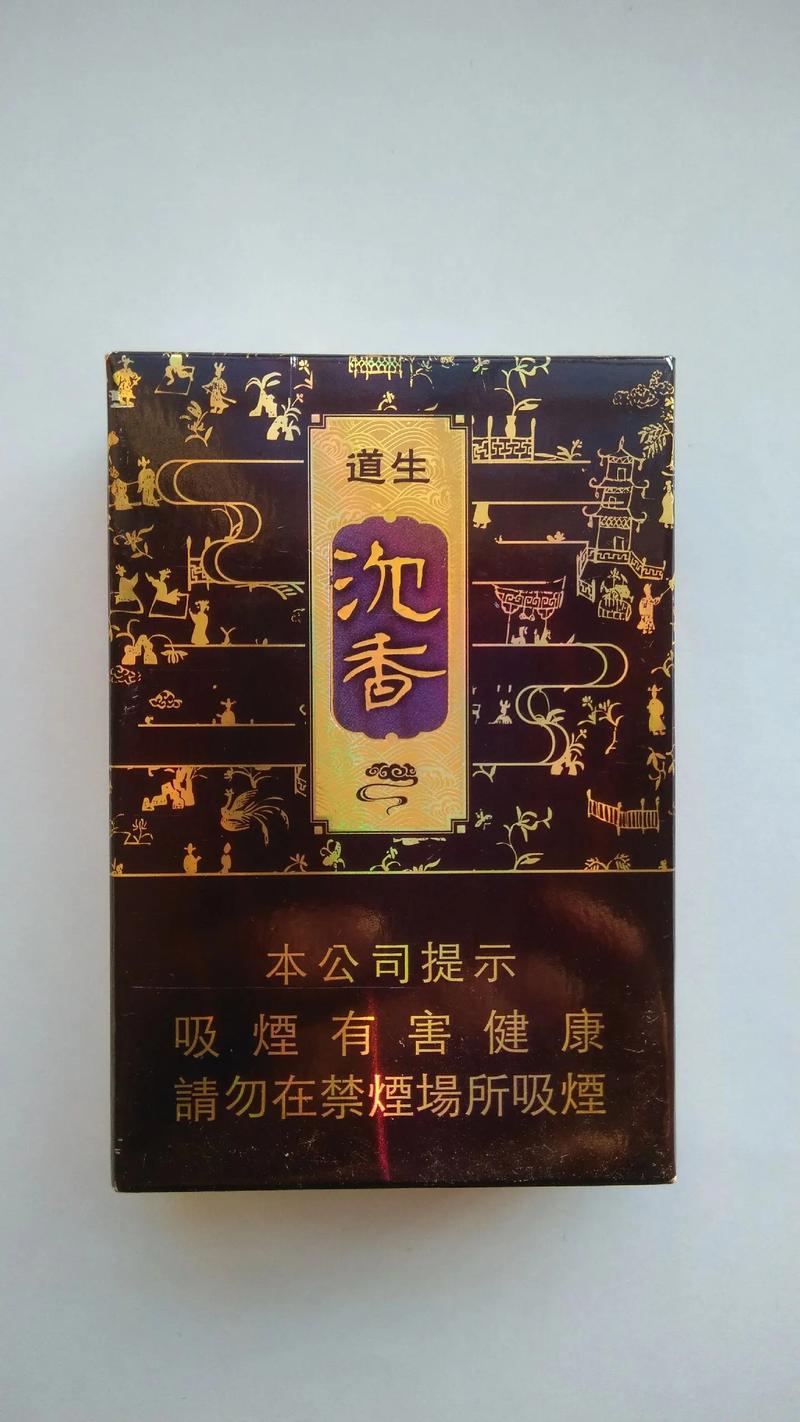 道生
沉香
本公司提示
吸煙有害健康
請勿在禁煙場所吸煙